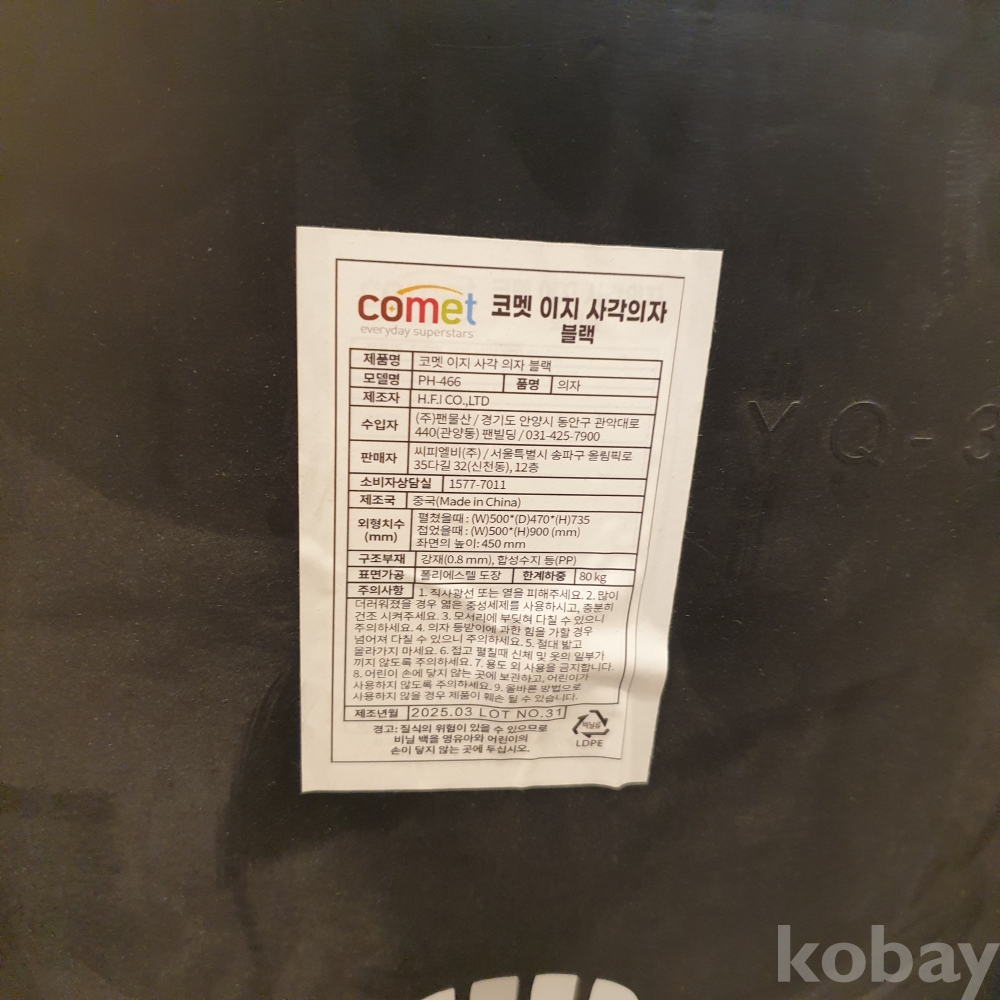 comet
everyday superstars
코멧 이지 사각의자
블랙
제품명 코멧 이지 사각 의자 블랙
모델명 PH-466 품명 의자
제조자 H.F.I CO.,LTD
수입자 (주)팬물산 / 경기도 안양시 동안구 관악대로
440(관양동) 팬빌딩 / 031-425-7900
판매자 씨피엘비(주) / 서울특별시 송파구 올림픽로
35다길 32(신천동), 12층
소비자상담실 1577-7011
제조국 중국(Made in China)
외형치수
(mm)
펼쳤을때 : (W)500*(D)470*(H)735
접었을때 : (W)500*(H)900 (mm)
좌면의 높이: 450 mm
구조부재 강재(0.8 mm), 합성수지 등(PP)
표면가공 폴리에스텔 도장 한계하중 80 kg
주의사항 1. 직사광선 또는 열을 피해주세요. 2. 많이
더러워졌을 경우 엷은 중성세제를 사용하시고, 충분히
건조 시켜주세요. 3. 모서리에 부딪혀 다칠 수 있으니
주의하세요. 4. 의자 등받이에 과한 힘을 가할 경우
넘어져 다칠 수 있으니 주의하세요. 5. 절대 밟고
올라가지 마세요. 6. 접고 펼칠때 신체 및 옷의 일부가
끼지 않도록 주의하세요. 7. 용도 외 사용을 금지합니다.
8. 어린이 손에 닿지 않는 곳에 보관하고, 어린이가
사용하지 않도록 주의하세요. 9. 올바른 방법으로
사용하지 않을 경우 제품이 훼손 될 수 있습니다.
제조년월 2025.03 LOT NO.31
경고: 질식의 위험이 있을 수 있으므로
비닐 백을 영유아와 어린이의
손이 닿지 않는 곳에 두십시오.
비닐류
LDPE
YQ-3
kobay